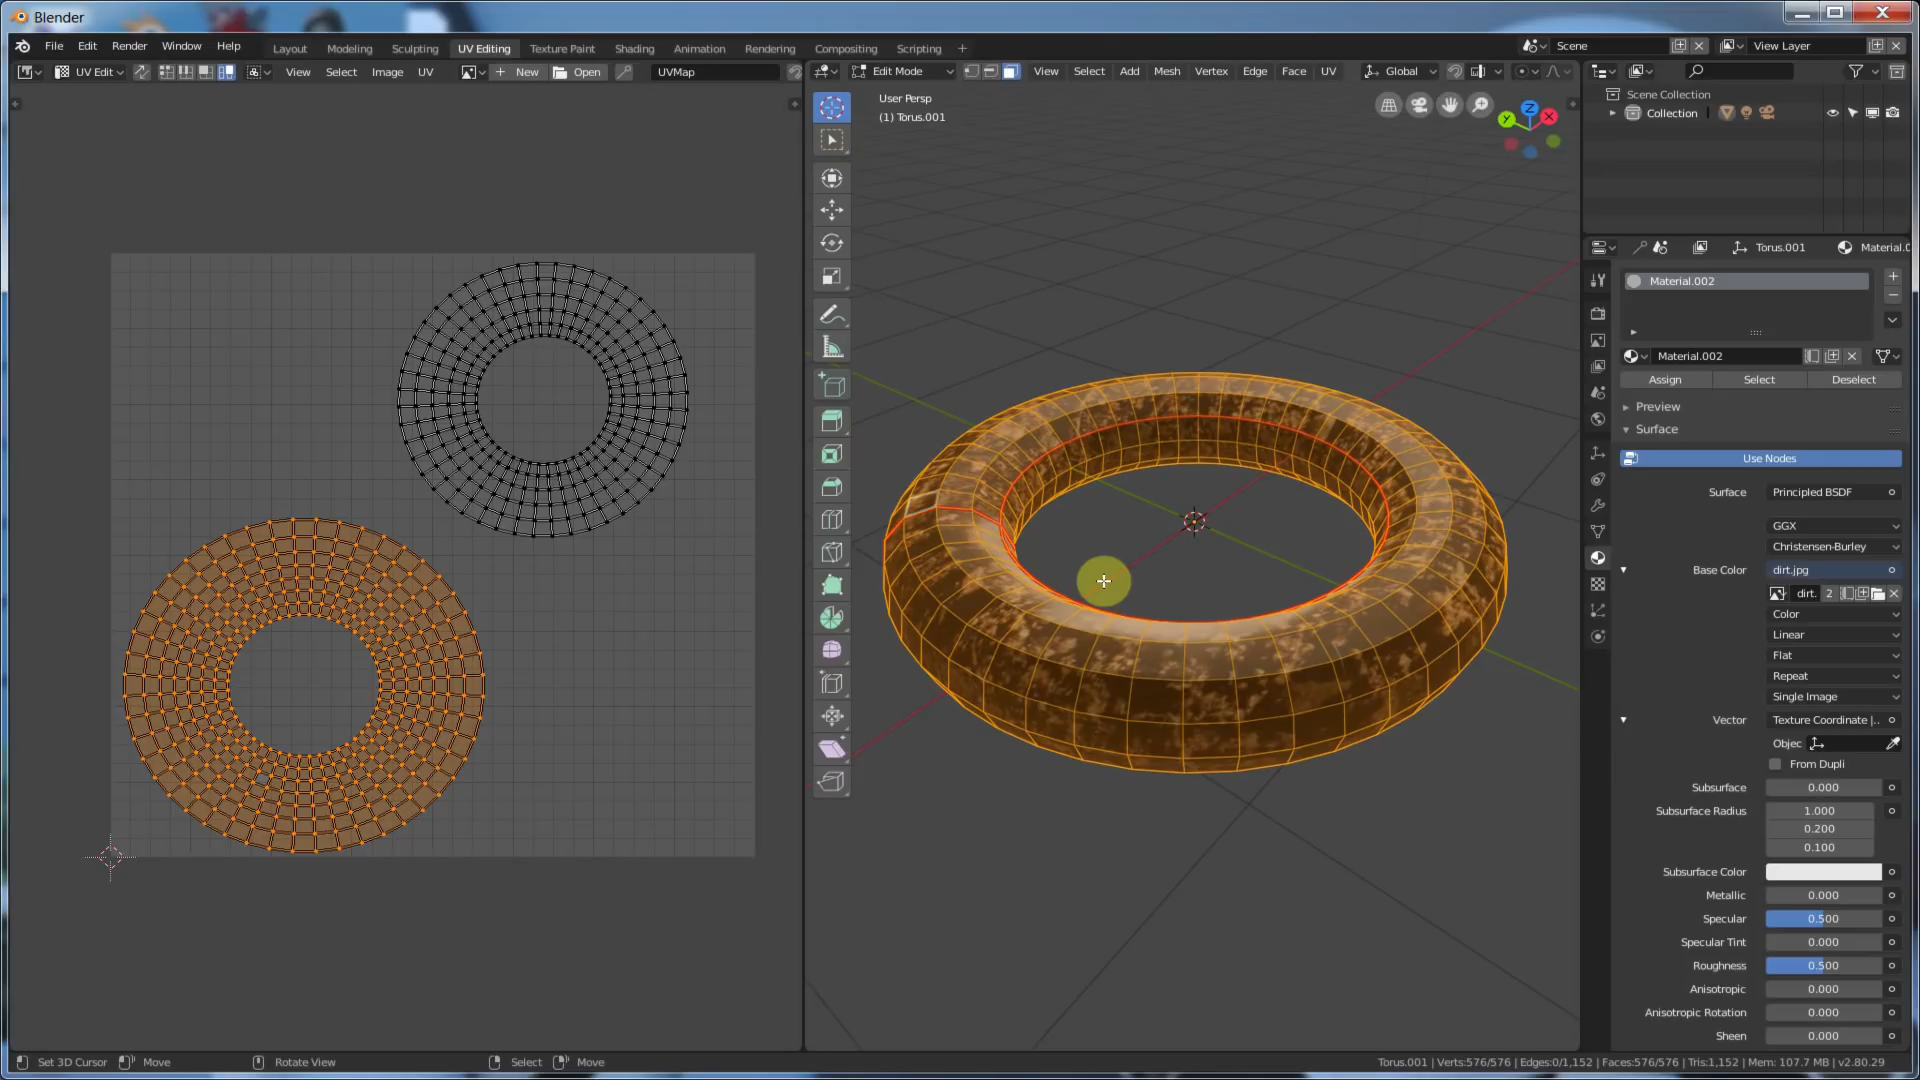 Blender
File Edit Render Window Help
Layout Modeling Sculpting UV Editing Texture Paint Shading Animation Rendering Compositing Scripting +
Scene
View Layer
UV Edit View Select Image UV New Open UVMap
Edit Mode View Select Add Mesh Vertex Edge Face UV Global
User Persp
(1) Torus.001
Z
Y
X
Scene Collection
Collection
Torus.001 Material.0
Material.002
Material.002
Assign Select Deselect
Preview
Surface
Use Nodes
Surface Principled BSDF
GGX
Christensen-Burley
Base Color dirt.jpg
dirt. 2
Color
Linear
Flat
Repeat
Single Image
Vector Texture Coordinate |..
Objec
From Dupli
Subsurface 0.000
Subsurface Radius 1.000
0.200
0.100
Subsurface Color
Metallic 0.000
Specular 0.500
Specular Tint 0.000
Roughness 0.500
Anisotropic 0.000
Anisotropic Rotation 0.000
Sheen 0.000
Set 3D Cursor Move Rotate View Select Move
Torus.001 | Verts:576/576 | Edges:0/1,152 | Faces:576/576 | Tris:1,152 | Mem: 107.7 MB | v2.80.29